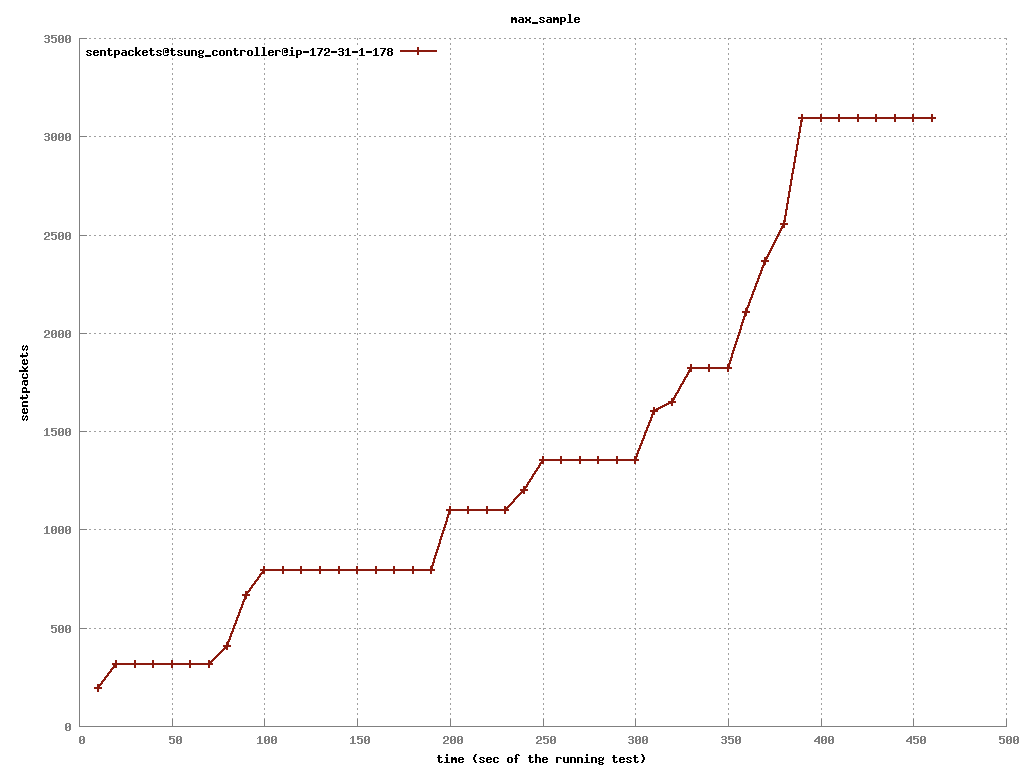 max_sample
3500
sentpackets@tsung_controller@ip-172-31-1-178
3000
2500
2000
sentpackets
1500
1000
500
0
0 50 100 150 200 250 300 350 400 450 500
time (sec of the running test)